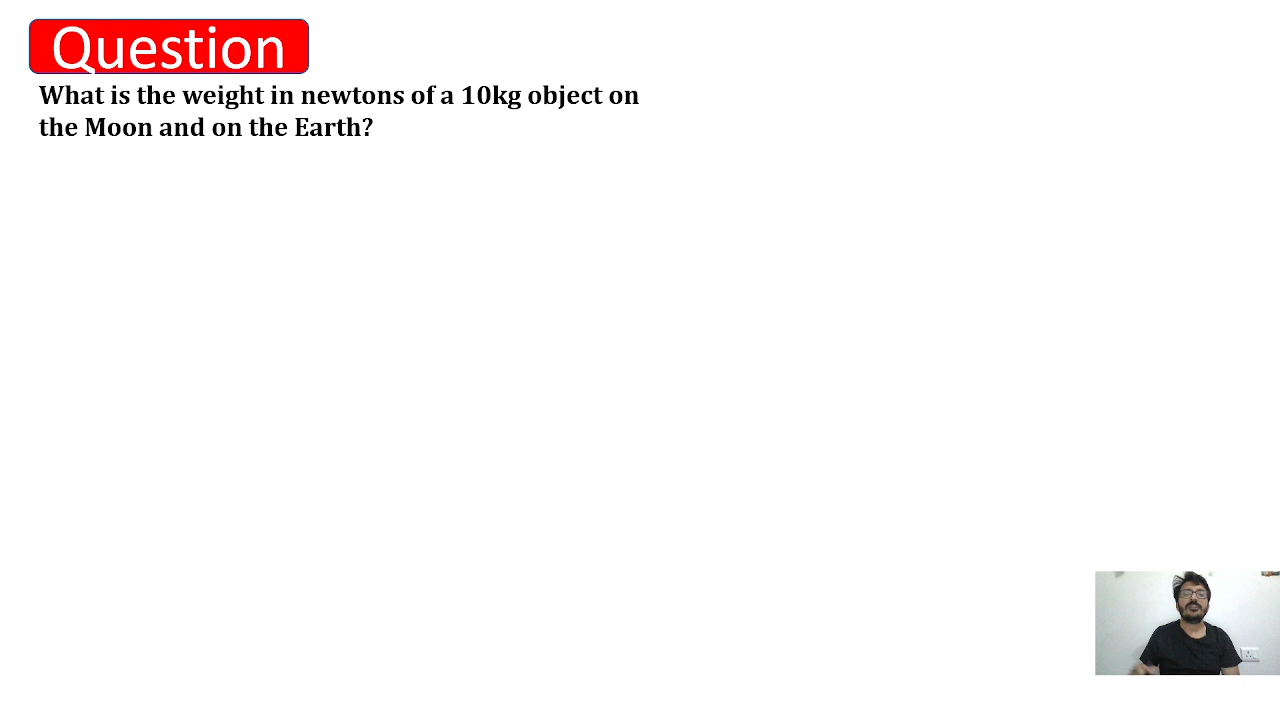 Question
What is the weight in newtons of a 10kg object on
the Moon and on the Earth?